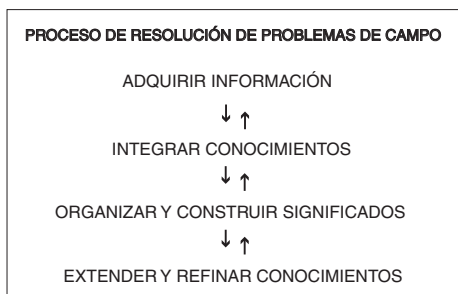 PROCESO DE RESOLUCIÓN DE PROBLEMAS DE CAMPO
ADQUIRIR INFORMACIÓN
↓ ↑
INTEGRAR CONOCIMIENTOS
↓ ↑
ORGANIZAR Y CONSTRUIR SIGNIFICADOS
↓ ↑
EXTENDER Y REFINAR CONOCIMIENTOS